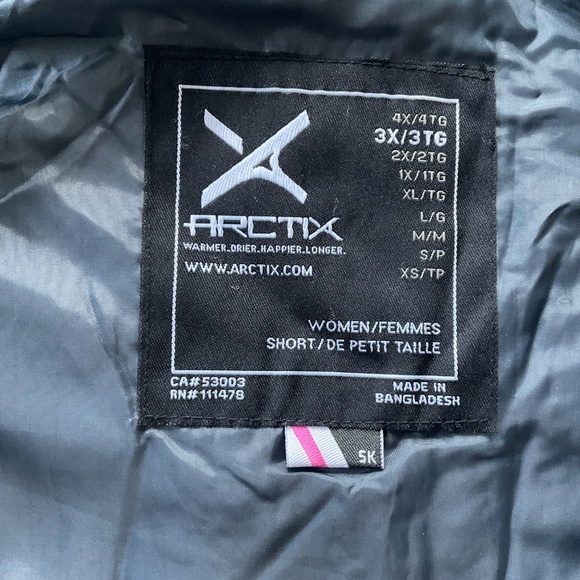 ARCTIX
WARMER.DRIER.HAPPIER.LONGER.
WWW.ARCTIX.COM
4X/4TG
3X/3TG
2X/2TG
1X/1TG
XL/TG
L/G
M/M
S/P
XS/TP
WOMEN/FEMMES
SHORT/DE PETIT TAILLE
CA#53003
RN#111478
MADE IN
BANGLADESH
5K